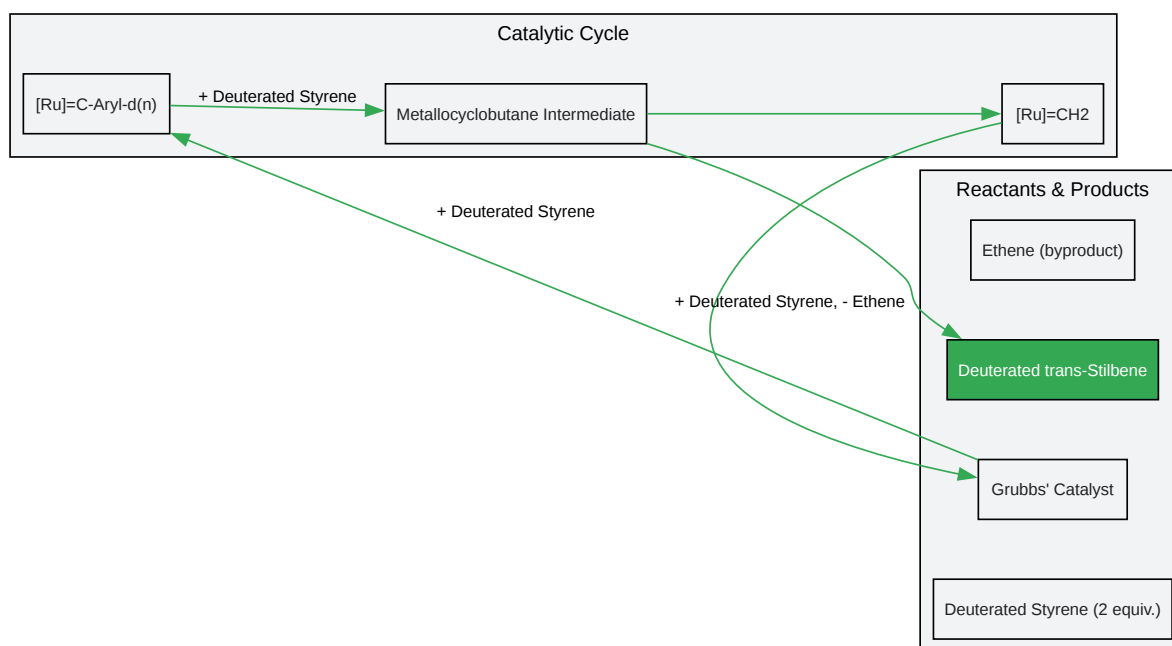 Catalytic Cycle
[Ru]=C-Aryl-d(n)
+ Deuterated Styrene
Metallocyclobutane Intermediate
[Ru]=CH2
+ Deuterated Styrene
+ Deuterated Styrene, - Ethene
Reactants & Products
Ethene (byproduct)
Deuterated trans-Stilbene
Grubbs' Catalyst
Deuterated Styrene (2 equiv.)